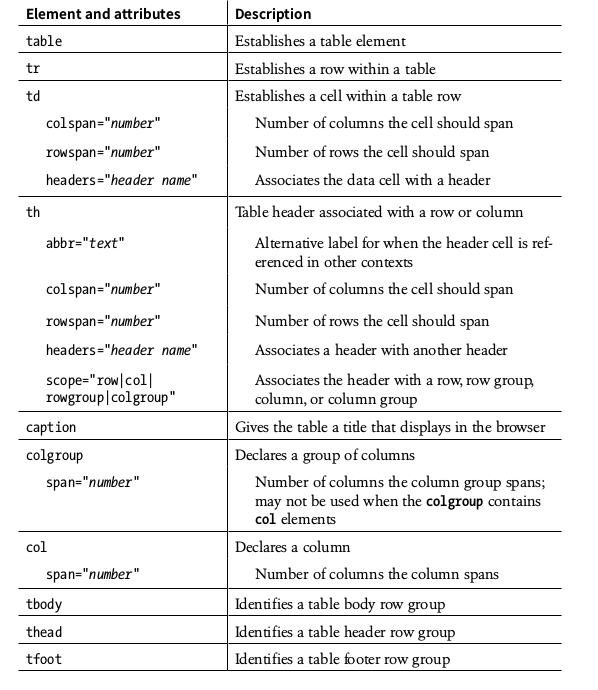 Element and attributes Description
table Establishes a table element
tr Establishes a row within a table
td Establishes a cell within a table row
colspan="number" Number of columns the cell should span
rowspan="number" Number of rows the cell should span
headers="header name" Associates the data cell with a header
th Table header associated with a row or column
abbr="text" Alternative label for when the header cell is ref-
erenced in other contexts
colspan="number" Number of columns the cell should span
rowspan="number" Number of rows the cell should span
headers="header name" Associates a header with another header
scope="row|col| Associates the header with a row, row group,
rowgroup|colgroup" column, or column group
caption Gives the table a title that displays in the browser
colgroup Declares a group of columns
span="number" Number of columns the column group spans;
may not be used when the colgroup contains
col elements
col Declares a column
span="number" Number of columns the column spans
tbody Identifies a table body row group
thead Identifies a table header row group
tfoot Identifies a table footer row group